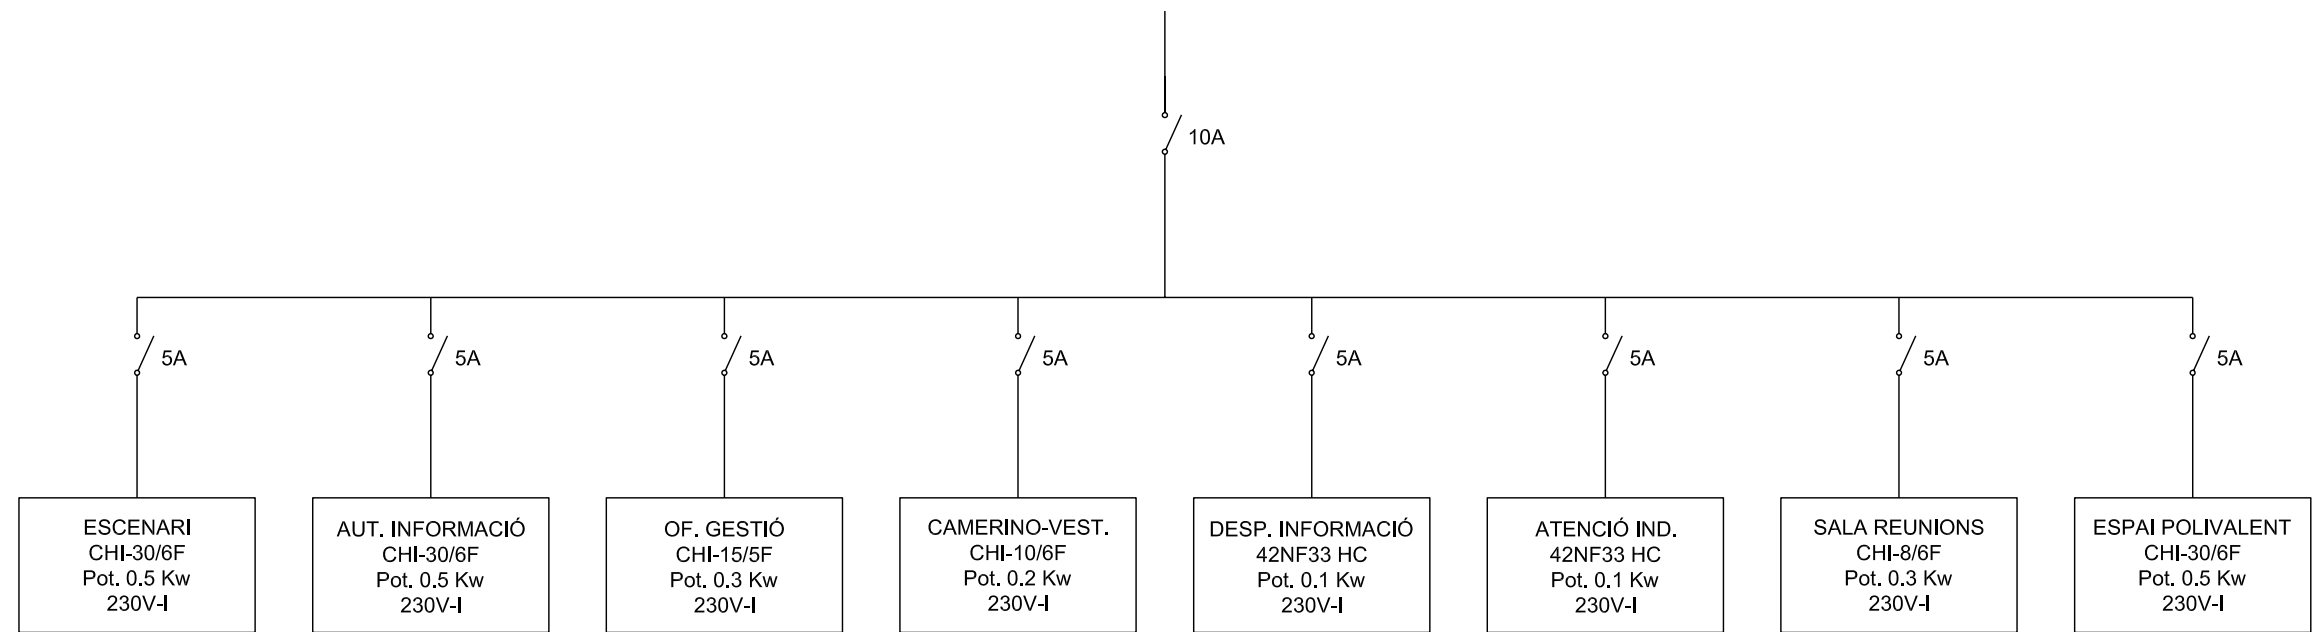 10A
5A
5A
5A
5A
5A
5A
5A
5A
ESCENARI
CHI-30/6F
Pot. 0.5 Kw
230V-I
AUT. INFORMACIÓ
CHI-30/6F
Pot. 0.5 Kw
230V-I
OF. GESTIÓ
CHI-15/5F
Pot. 0.3 Kw
230V-I
CAMERINO-VEST.
CHI-10/6F
Pot. 0.2 Kw
230V-I
DESP. INFORMACIÓ
42NF33 HC
Pot. 0.1 Kw
230V-I
ATENCIÓ IND.
42NF33 HC
Pot. 0.1 Kw
230V-I
SALA REUNIONS
CHI-8/6F
Pot. 0.3 Kw
230V-I
ESPAI POLIVALENT
CHI-30/6F
Pot. 0.5 Kw
230V-I